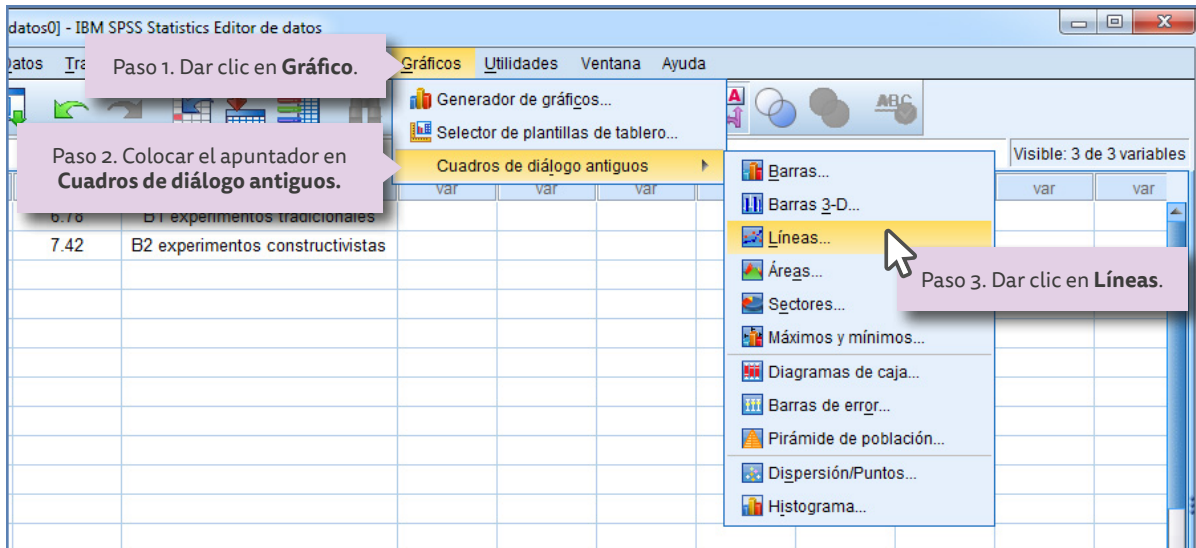 datos0] - IBM SPSS Statistics Editor de datos
Gráficos Utilidades Ventana Ayuda
Paso 1. Dar clic en Gráfico.
Generador de gráficos...
Selector de plantillas de tablero...
Cuadros de diálogo antiguos
Paso 2. Colocar el apuntador en
Cuadros de diálogo antiguos.
Visible: 3 de 3 variables
var var var var var
6.78 B1 experimentos tradicionales
7.42 B2 experimentos constructivistas
Barras...
Barras 3-D...
Líneas...
Paso 3. Dar clic en Líneas.
Áreas...
Sectores...
Máximos y mínimos...
Diagramas de caja...
Barras de error...
Pirámide de población...
Dispersión/Puntos...
Histograma...